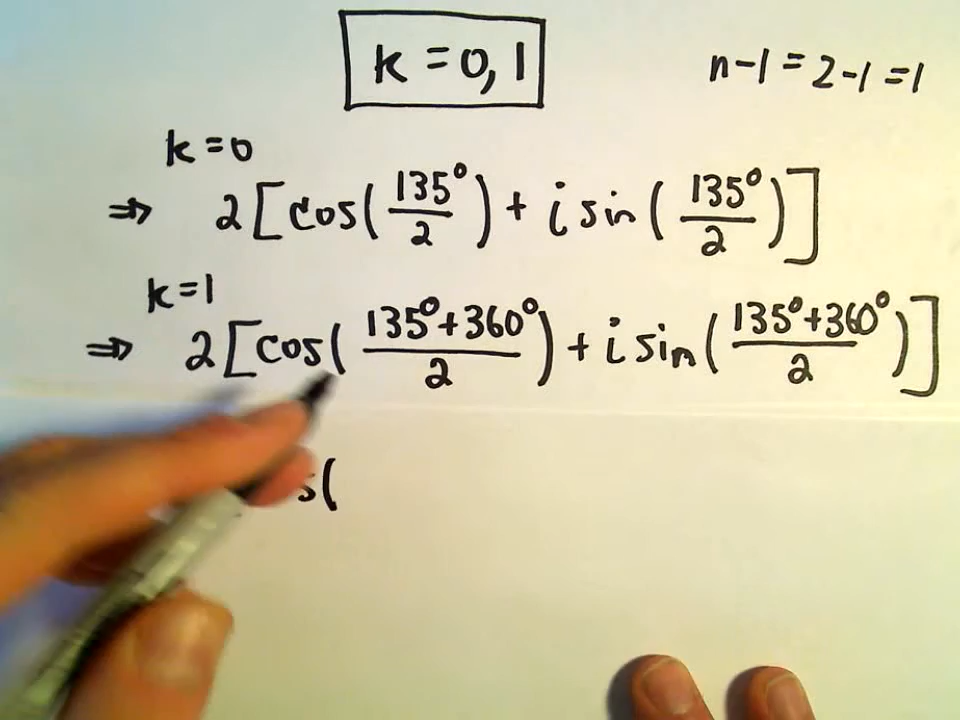 k = 0, 1
n-1 = 2-1 = 1
k = 0
⇒ 2[cos(135°/2) + i sin(135°/2)]
k = 1
⇒ 2[cos((135°+360°)/2) + i sin((135°+360°)/2)]
s(